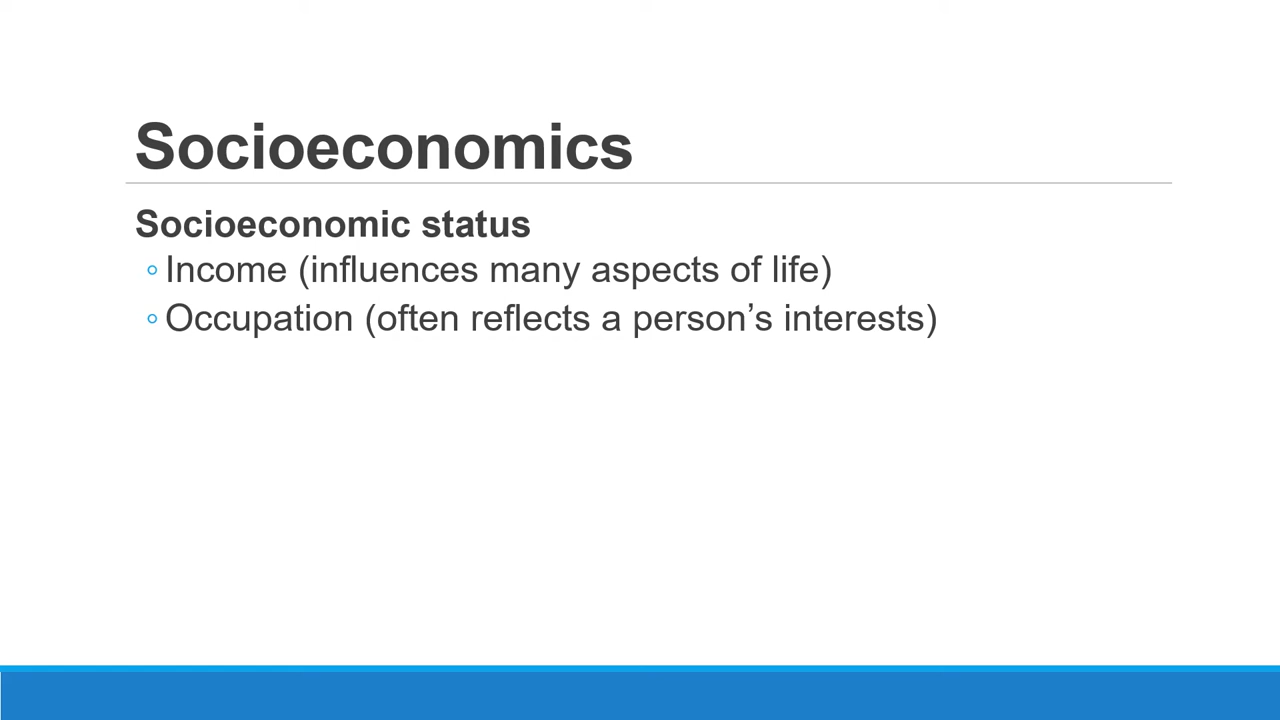 Socioeconomics
Socioeconomic status
◦ Income (influences many aspects of life)
◦ Occupation (often reflects a person’s interests)